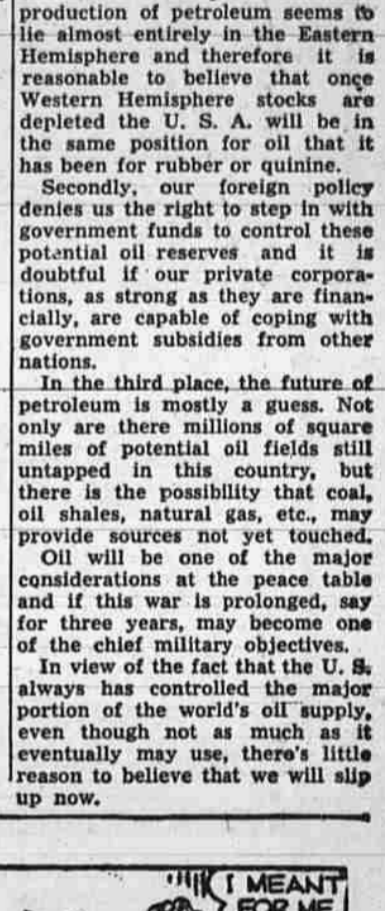 production of petroleum seems to
lie almost entirely in the Eastern
Hemisphere and therefore it is
reasonable to believe that once
Western Hemisphere stocks are
depleted the U. S. A. will be in
the same position for oil that it
has been for rubber or quinine.
Secondly, our foreign policy
denies us the right to step in with
government funds to control these
potential oil reserves and it is
doubtful if our private corpora-
tions, as strong as they are finan-
cially, are capable of coping with
government subsidies from other
nations.
In the third place, the future of
petroleum is mostly a guess. Not
only are there millions of square
miles of potential oil fields still
untapped in this country, but
there is the possibility that coal,
oil shales, natural gas, etc., may
provide sources not yet touched.
Oil will be one of the major
considerations at the peace table
and if this war is prolonged, say
for three years, may become one
of the chief military objectives.
In view of the fact that the U. S.
always has controlled the major
portion of the world's oil supply,
even though not as much as it
eventually may use, there's little
reason to believe that we will slip
up now.
I MEANT
FOR ME